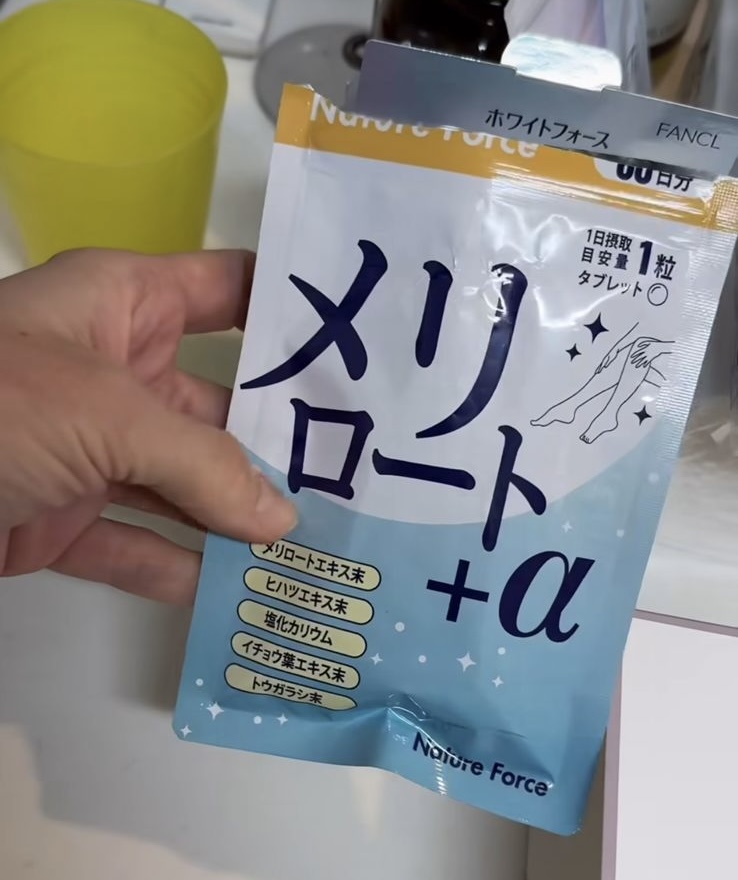 ホワイトフォース
FANCL
Nature Force
60日分
1日摂取
目安量 1粒
タブレット
メリ
ロート
+α
メリロートエキス末
ヒハツエキス末
塩化カリウム
イチョウ葉エキス末
トウガラシ末
Nature Force